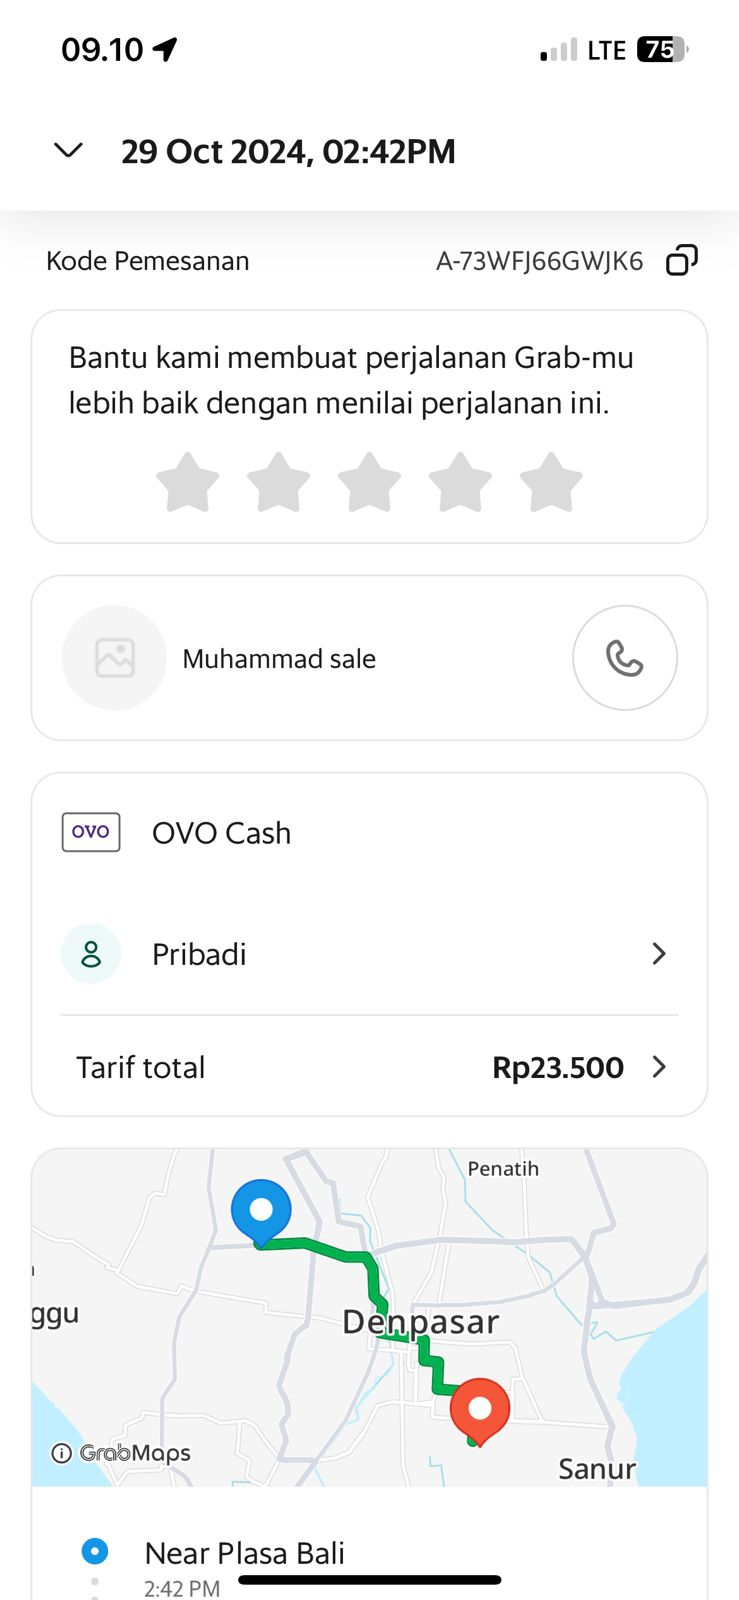 09.10
LTE 75
29 Oct 2024, 02:42PM
Kode Pemesanan A-73WFJ66GWJK6
Bantu kami membuat perjalanan Grab-mu
lebih baik dengan menilai perjalanan ini.
Muhammad sale
OVO OVO Cash
Pribadi
Tarif total Rp23.500
Penatih
ggu
Denpasar
GrabMaps
Sanur
Near Plasa Bali
2:42 PM